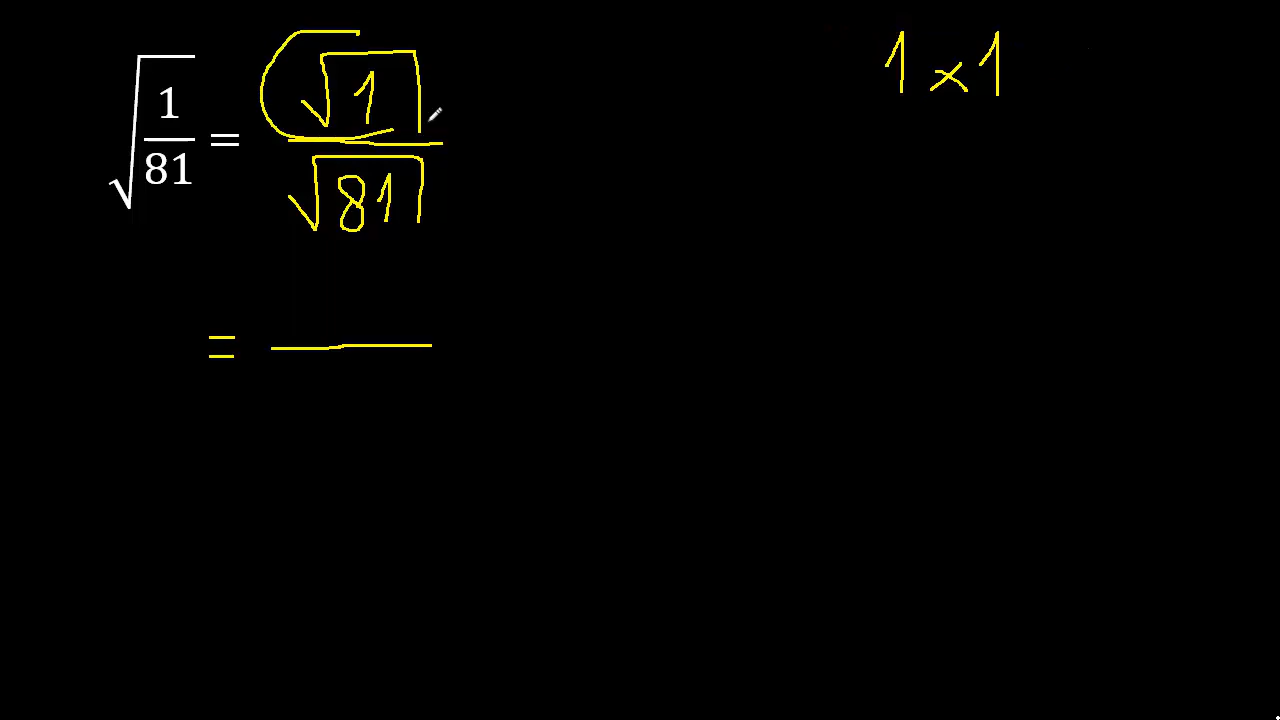 √(1/81) = √1/√81
1 × 1
=